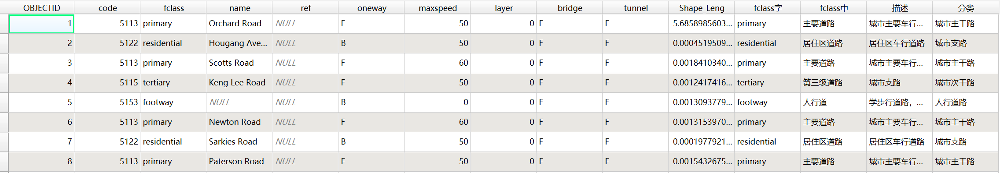 OBJECTID code fclass name ref oneway maxspeed layer bridge tunnel Shape_Leng fclass字 fclass中 描述 分类
1 5113 primary Orchard Road NULL F 50 0 F F 5.6858985603... primary 主要道路 城市主要车行... 城市主干路
2 5122 residential Hougang Ave... NULL B 50 0 F F 0.0004519509... residential 居住区道路 居住区车行道路 城市支路
3 5113 primary Scotts Road NULL F 60 0 F F 0.0018410340... primary 主要道路 城市主要车行... 城市主干路
4 5115 tertiary Keng Lee Road NULL F 50 0 F F 0.0012417416... tertiary 第三级道路 城市支路 城市次干路
5 5153 footway NULL NULL B 0 0 F F 0.0013093779... footway 人行道 学步行道路，... 人行道路
6 5113 primary Newton Road NULL F 60 0 F F 0.0013153970... primary 主要道路 城市主要车行... 城市主干路
7 5122 residential Sarkies Road NULL B 50 0 F F 0.0001977921... residential 居住区道路 居住区车行道路 城市支路
8 5113 primary Paterson Road NULL F 50 0 F F 0.0015432675... primary 主要道路 城市主要车行... 城市主干路